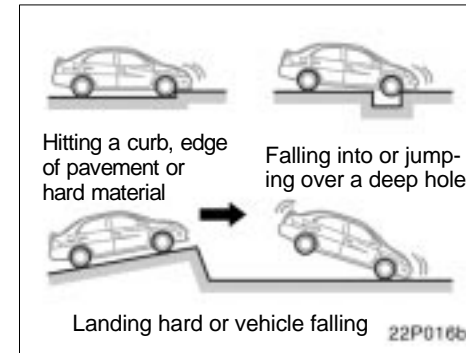 Hitting a curb, edge
of pavement or
hard material
Falling into or jump-
ing over a deep hole
Landing hard or vehicle falling
22P016b